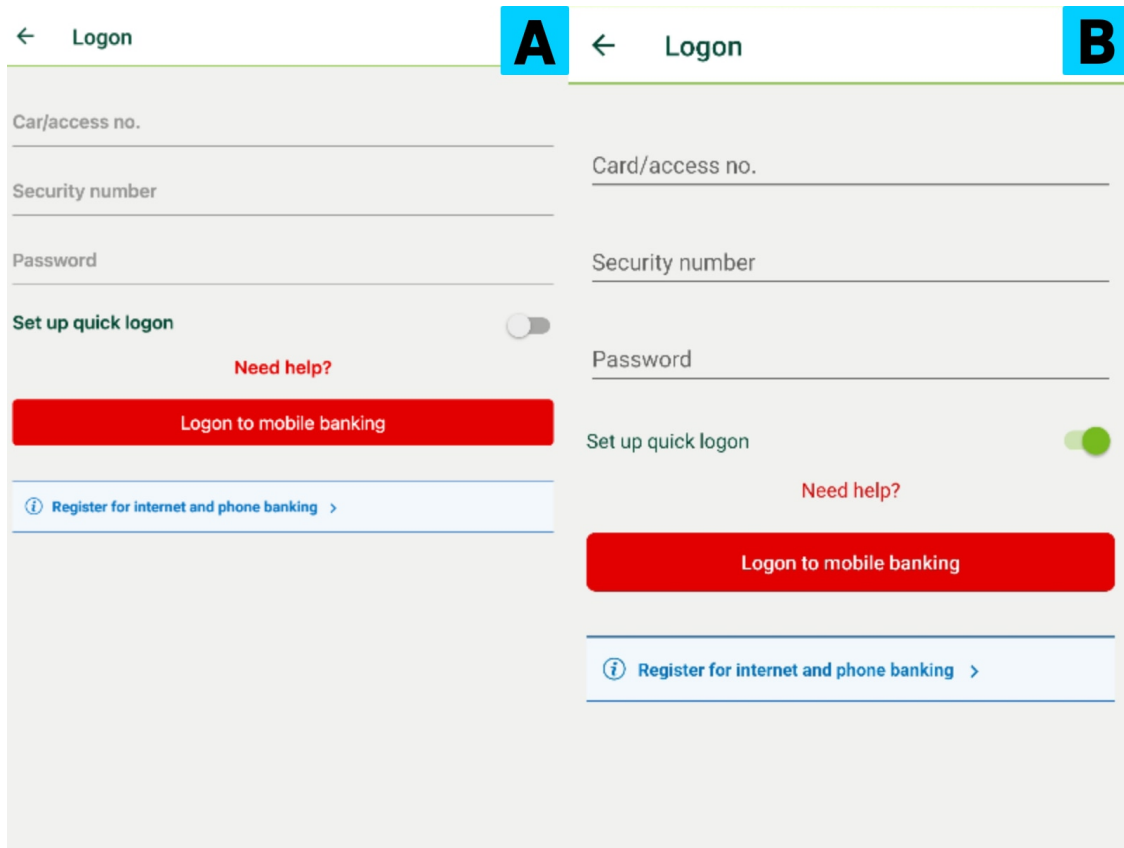 Logon
A
Car/access no.
Security number
Password
Set up quick logon
Need help?
Logon to mobile banking
Register for internet and phone banking
Logon
B
Card/access no.
Security number
Password
Set up quick logon
Need help?
Logon to mobile banking
Register for internet and phone banking